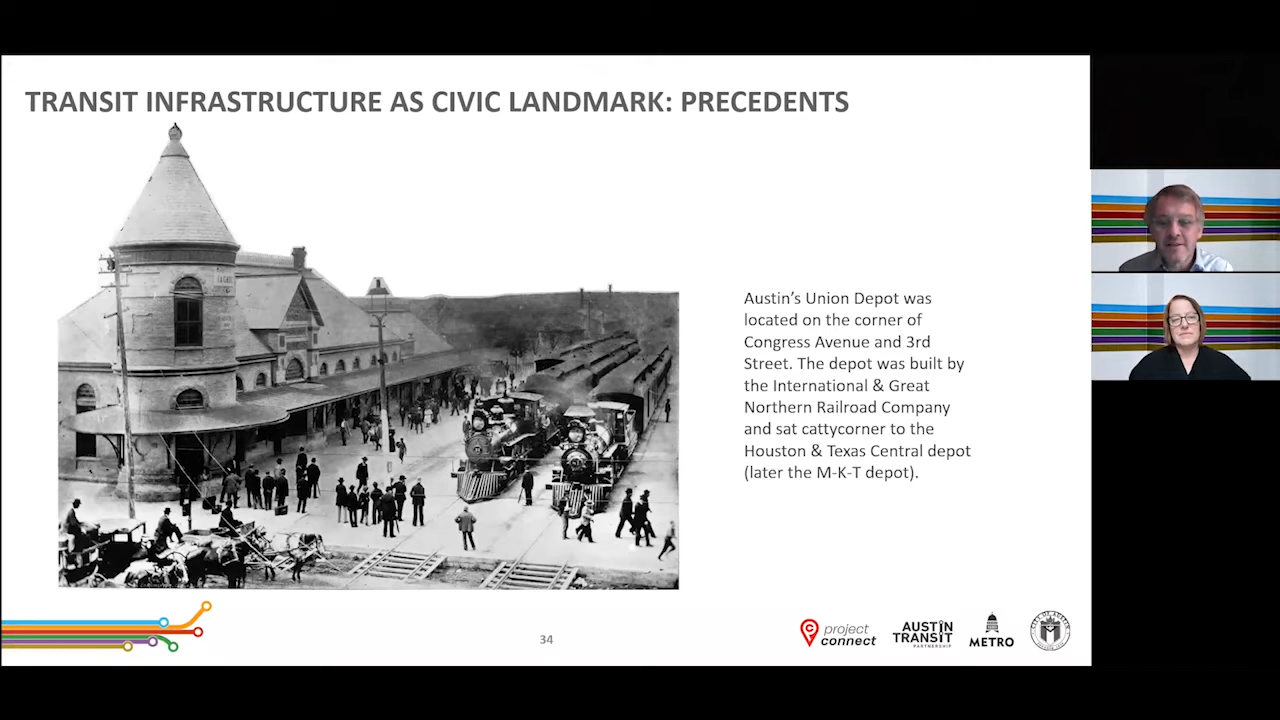 TRANSIT INFRASTRUCTURE AS CIVIC LANDMARK: PRECEDENTS
Austin's Union Depot was
located on the corner of
Congress Avenue and 3rd
Street. The depot was built by
the International & Great
Northern Railroad Company
and sat cattycorner to the
Houston & Texas Central depot
(later the M-K-T depot).
34
project
connect
AUSTIN
TRANSIT
PARTNERSHIP
METRO